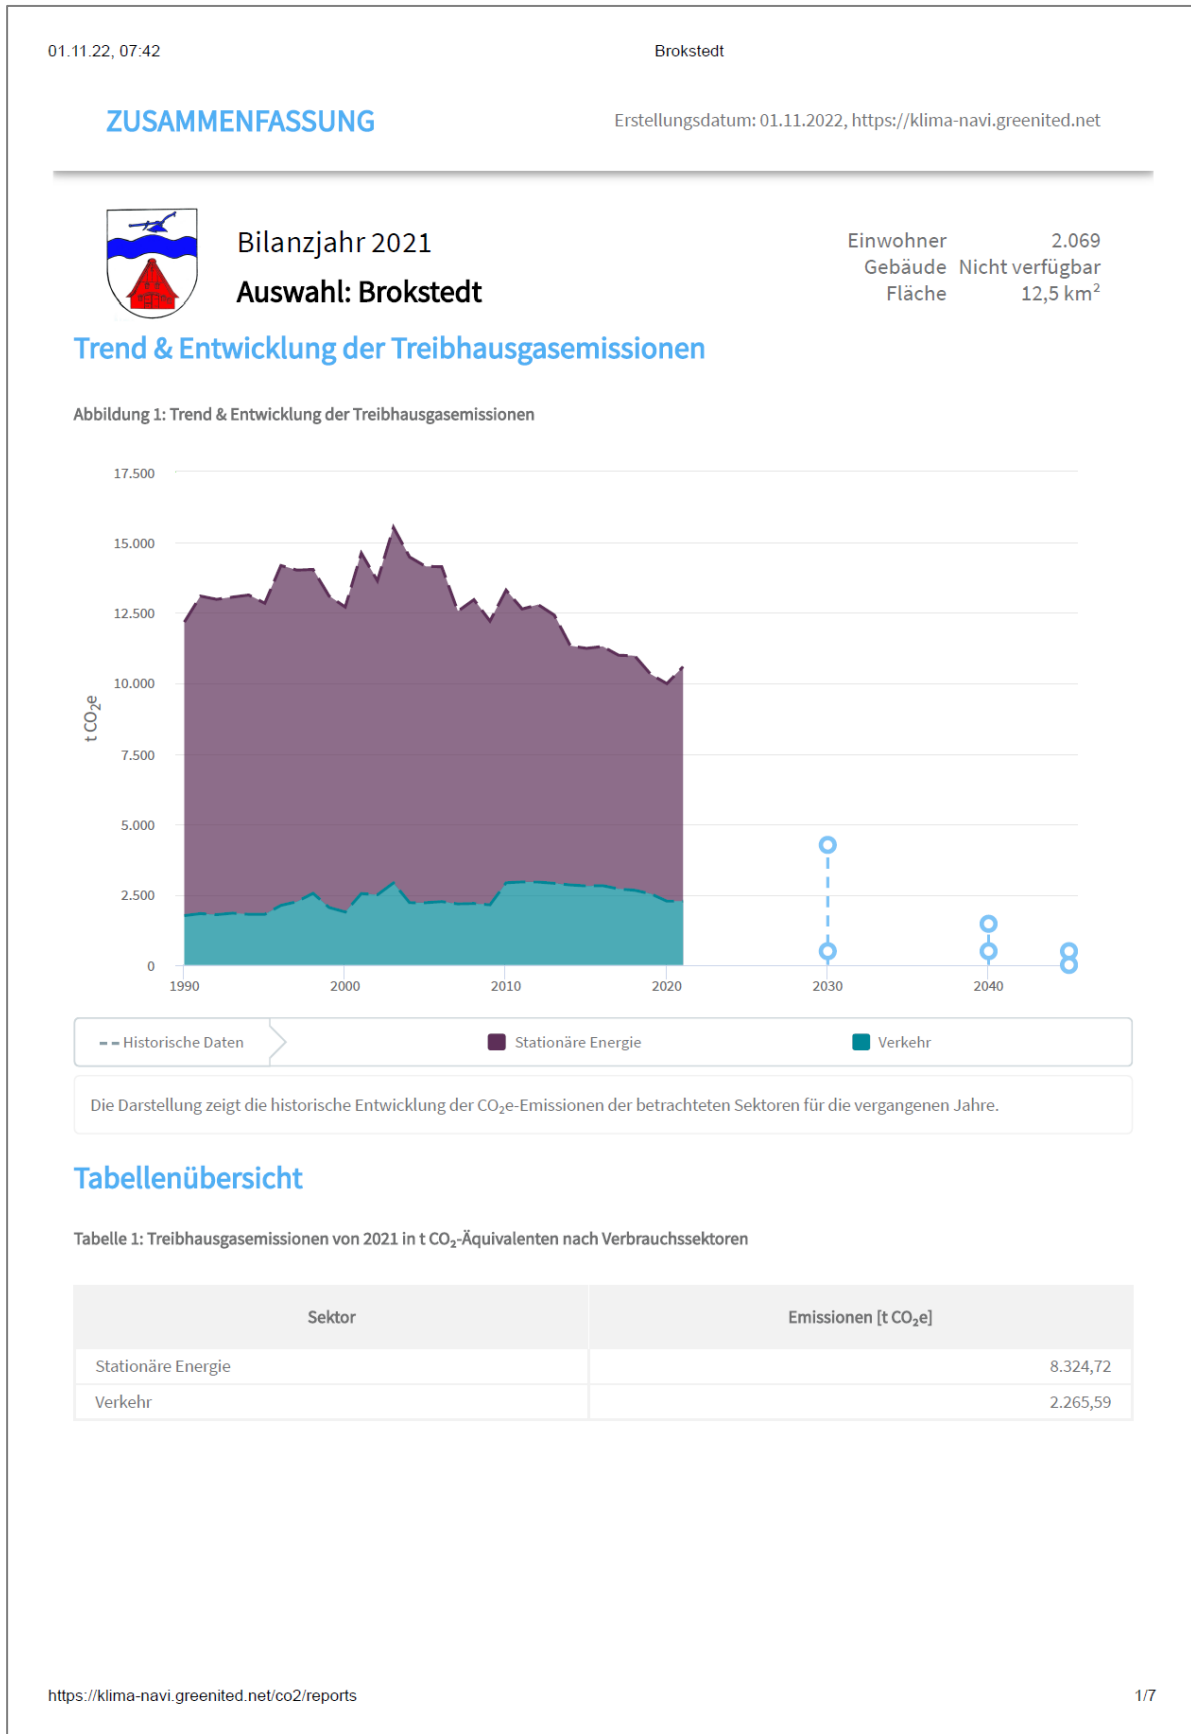 01.11.22, 07:42 Brokstedt
ZUSAMMENFASSUNG Erstellungsdatum: 01.11.2022, https://klima-navi.greenited.net
Bilanzjahr 2021
Auswahl: Brokstedt
Einwohner 2.069
Gebäude Nicht verfügbar
Fläche 12,5 km²
Trend & Entwicklung der Treibhausgasemissionen
Abbildung 1: Trend & Entwicklung der Treibhausgasemissionen
17.500
15.000
12.500
10.000
7.500
5.000
2.500
0
t CO₂e
1990 2000 2010 2020 2030 2040
Historische Daten Stationäre Energie Verkehr
Die Darstellung zeigt die historische Entwicklung der CO₂e-Emissionen der betrachteten Sektoren für die vergangenen Jahre.
Tabellenübersicht
Tabelle 1: Treibhausgasemissionen von 2021 in t CO₂-Äquivalenten nach Verbrauchssektoren
Sektor Emissionen [t CO₂e]
Stationäre Energie 8.324,72
Verkehr 2.265,59
https://klima-navi.greenited.net/co2/reports 1/7